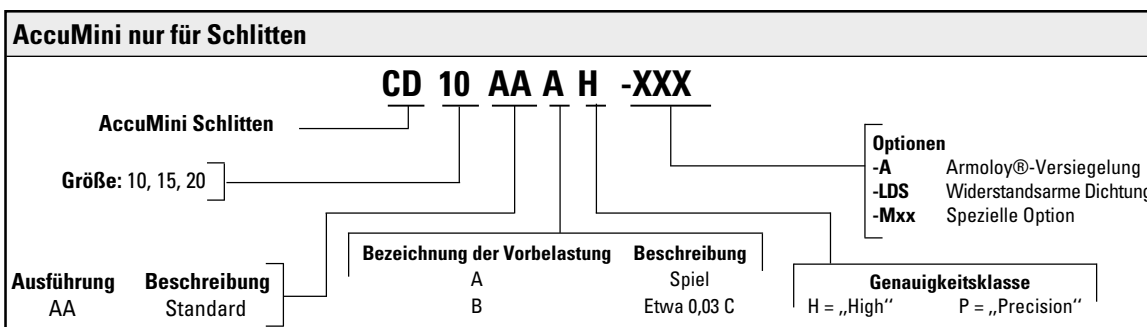 AccuMini nur für Schlitten
CD 10 AA A H -XXX
AccuMini Schlitten
Größe: 10, 15, 20
Optionen
-A Armoloy®-Versiegelung
-LDS Widerstandsarme Dichtung
-Mxx Spezielle Option
Bezeichnung der Vorbelastung Beschreibung
A Spiel
B Etwa 0,03 C
Ausführung Beschreibung
AA Standard
Genauigkeitsklasse
H = „High‘‘ P = „Precision‘‘